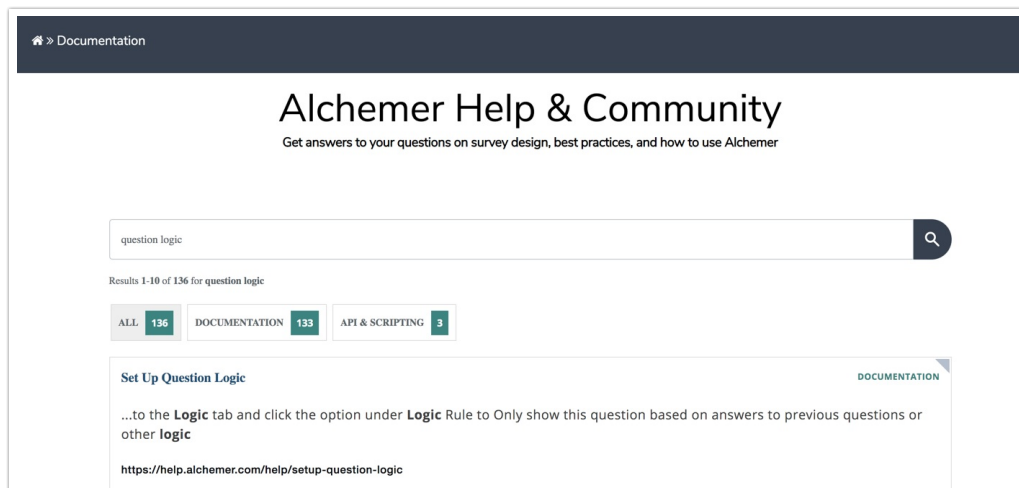 » Documentation
Alchemer Help & Community
Get answers to your questions on survey design, best practices, and how to use Alchemer
question logic
Results 1-10 of 136 for question logic
ALL 136 DOCUMENTATION 133 API & SCRIPTING 3
Set Up Question Logic DOCUMENTATION
...to the Logic tab and click the option under Logic Rule to Only show this question based on answers to previous questions or
other logic
https://help.alchemer.com/help/setup-question-logic